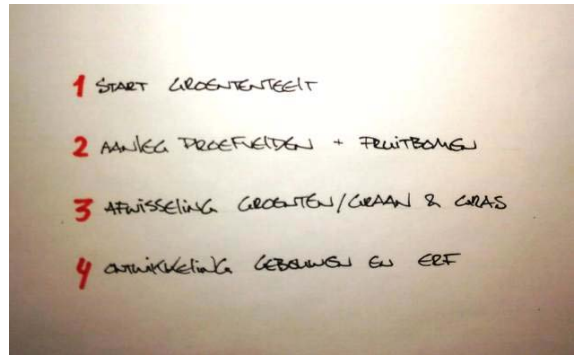 1 START GROENTENTEELT
2 AANLEG PROEFVELDEN + FRUITBOMEN
3 AFWISSELING GROENTEN/GRAAN & GRAS
4 ONTWIKKELING GEBOUWEN EN ERF